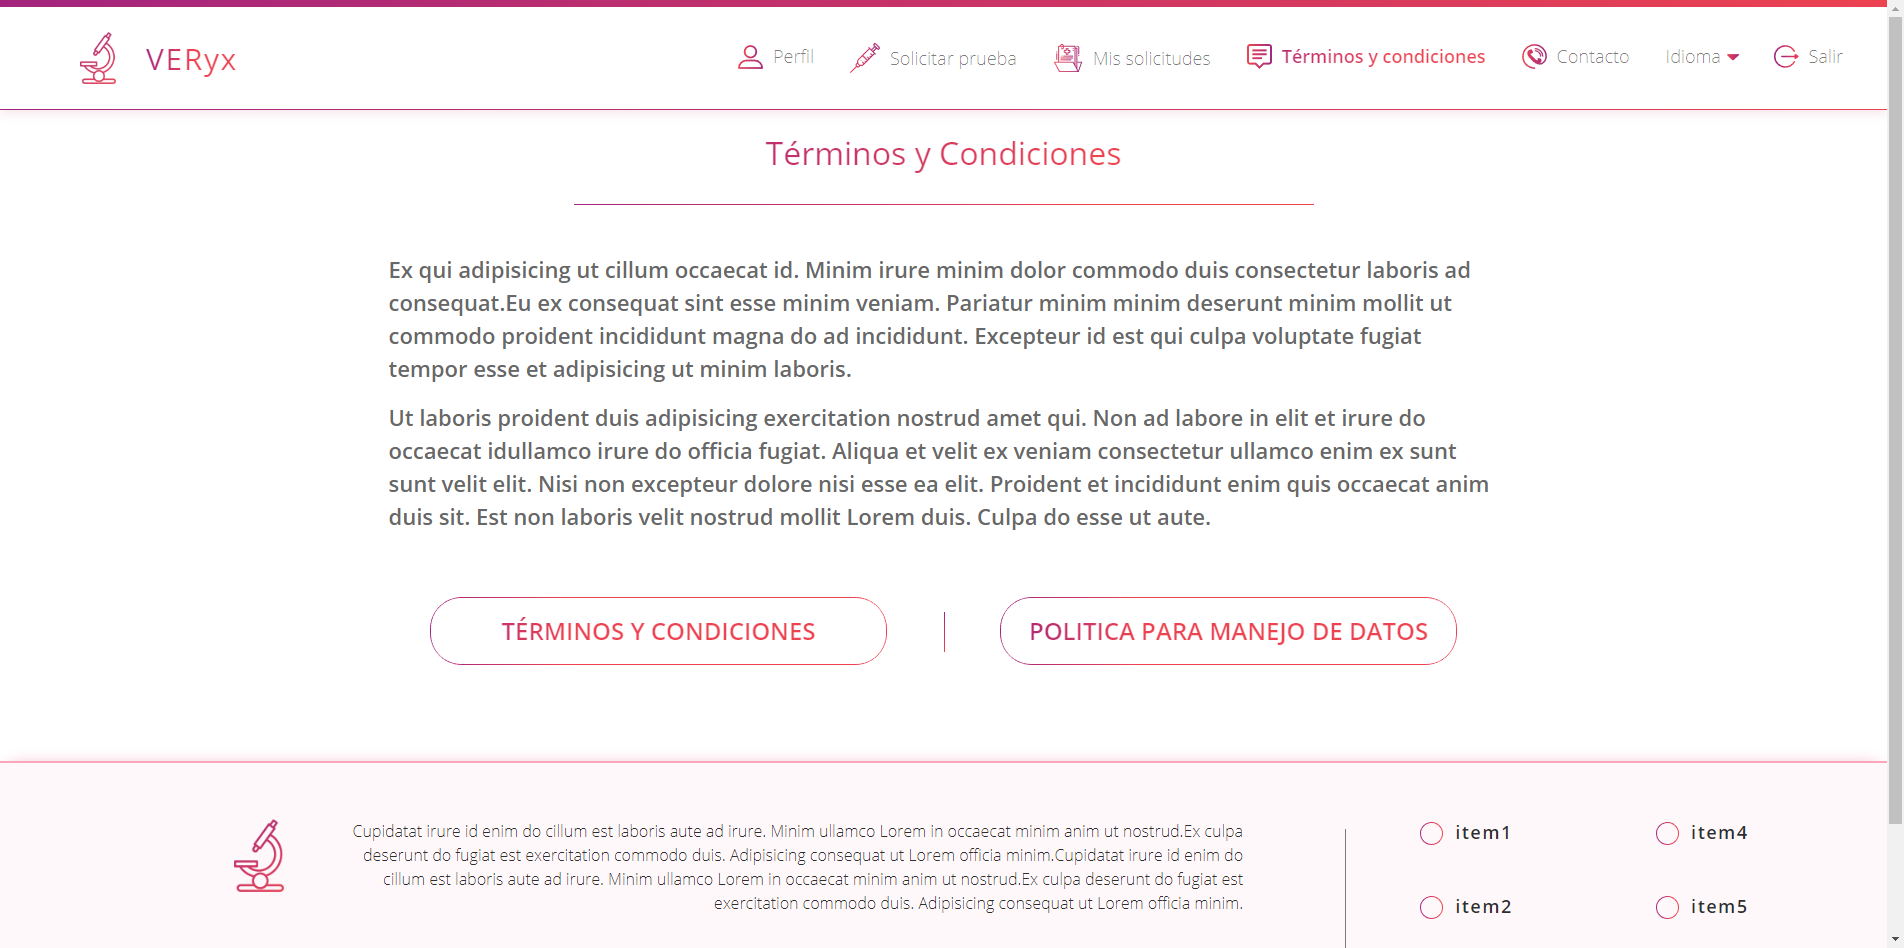 VERyx
Perfil
Solicitar prueba
Mis solicitudes
Términos y condiciones
Contacto
Idioma
Salir
Términos y Condiciones
Ex qui adipisicing ut cillum occaecat id. Minim irure minim dolor commodo duis consectetur laboris ad
consequat.Eu ex consequat sint esse minim veniam. Pariatur minim minim deserunt minim mollit ut
commodo proident incididunt magna do ad incididunt. Excepteur id est qui culpa voluptate fugiat
tempor esse et adipisicing ut minim laboris.
Ut laboris proident duis adipisicing exercitation nostrud amet qui. Non ad labore in elit et irure do
occaecat idullamco irure do officia fugiat. Aliqua et velit ex veniam consectetur ullamco enim ex sunt
sunt velit elit. Nisi non excepteur dolore nisi esse ea elit. Proident et incididunt enim quis occaecat anim
duis sit. Est non laboris velit nostrud mollit Lorem duis. Culpa do esse ut aute.
TÉRMINOS Y CONDICIONES
POLITICA PARA MANEJO DE DATOS
Cupidatat irure id enim do cillum est laboris aute ad irure. Minim ullamco Lorem in occaecat minim anim ut nostrud.Ex culpa
deserunt do fugiat est exercitation commodo duis. Adipisicing consequat ut Lorem officia minim.Cupidatat irure id enim do
cillum est laboris aute ad irure. Minim ullamco Lorem in occaecat minim anim ut nostrud.Ex culpa deserunt do fugiat est
exercitation commodo duis. Adipisicing consequat ut Lorem officia minim.
item1
item4
item2
item5